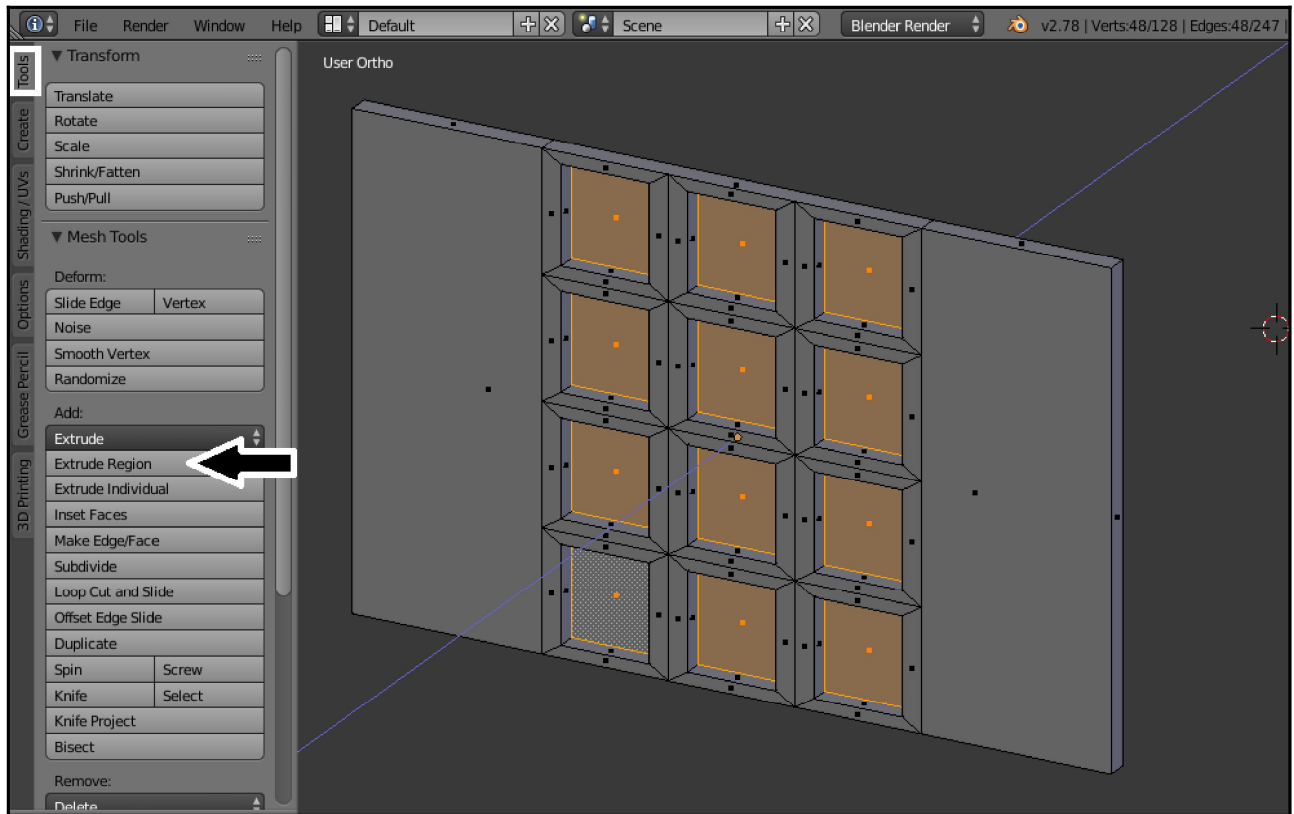 File Render Window Help Default Scene Blender Render v2.78 | Verts:48/128 | Edges:48/247 |
Tools
Create
Shading / UVs
Options
Grease Pencil
3D Printing
Transform
Translate
Rotate
Scale
Shrink/Fatten
Push/Pull
Mesh Tools
Deform:
Slide Edge Vertex
Noise
Smooth Vertex
Randomize
Add:
Extrude
Extrude Region
Extrude Individual
Inset Faces
Make Edge/Face
Subdivide
Loop Cut and Slide
Offset Edge Slide
Duplicate
Spin Screw
Knife Select
Knife Project
Bisect
Remove:
Delete
User Ortho